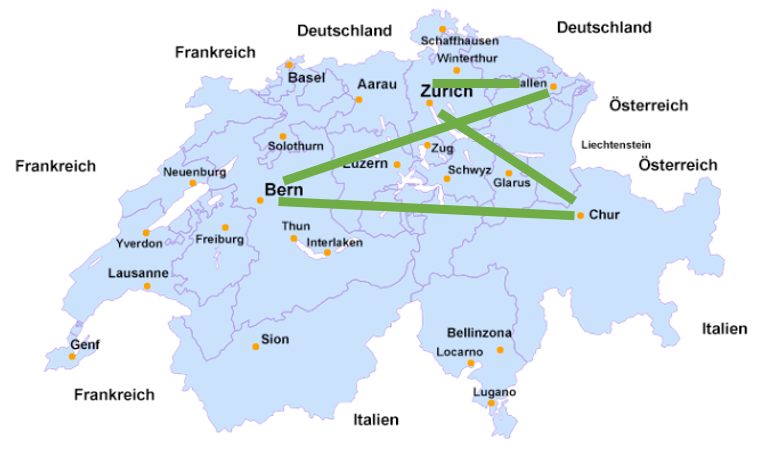 Deutschland
Deutschland
Schaffhausen
Frankreich
Winterthur
Basel
Aarau
Zürich
allen
Österreich
Solothurn
Zug
Liechtenstein
Frankreich
Neuenburg
Luzern
Schwyz
Glarus
Österreich
Bern
Chur
Yverdon
Freiburg
Thun
Interlaken
Lausanne
Genf
Sion
Bellinzona
Locarno
Italien
Frankreich
Lugano
Italien